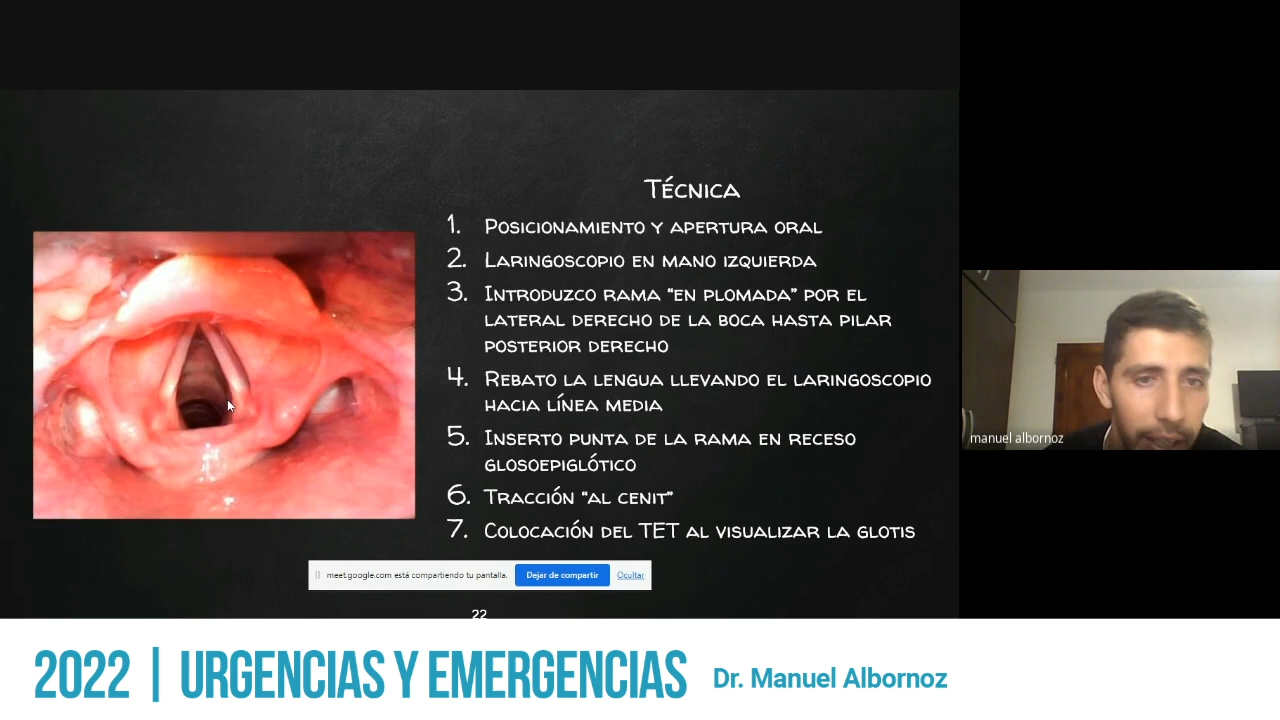 Técnica
1. Posicionamiento y apertura oral
2. Laringoscopio en mano izquierda
3. Introduzco rama “en plomada” por el
lateral derecho de la boca hasta pilar
posterior derecho
4. Rebato la lengua llevando el laringoscopio
hacia línea media
5. Inserto punta de la rama en receso
glosoepiglótico
6. Tracción “al cenit”
7. Colocación del TET al visualizar la glotis
meet.google.com está compartiendo tu pantalla. Dejar de compartir Ocultar
22
manuel albornoz
2022 | URGENCIAS Y EMERGENCIAS Dr. Manuel Albornoz